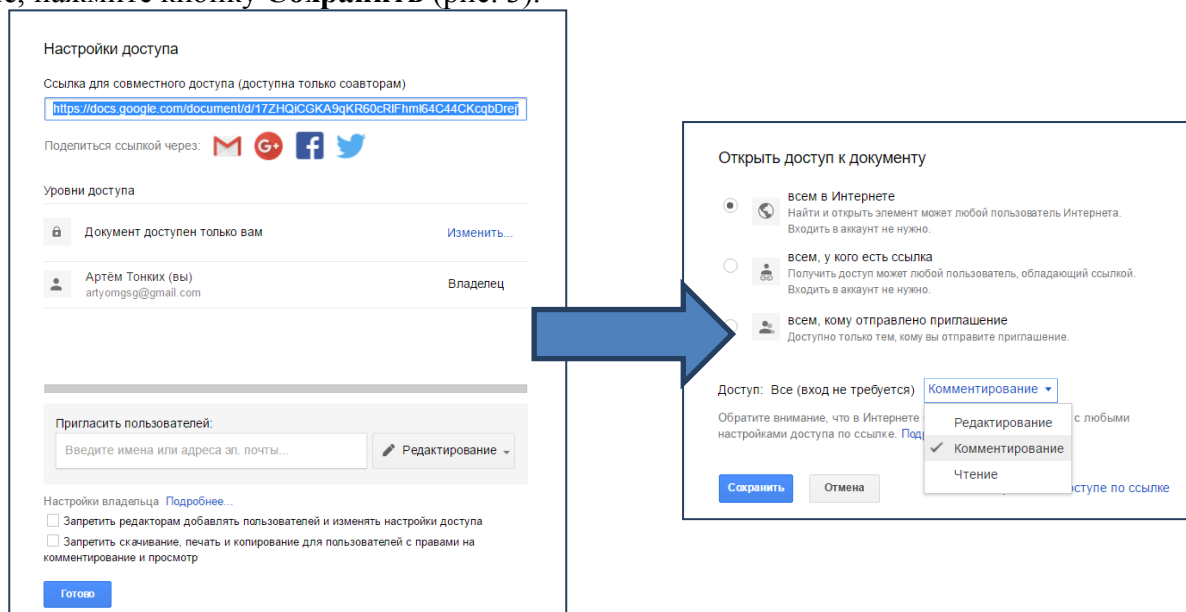 нажмите кнопку Сохранить (рис. 3).
Настройки доступа
Ссылка для совместного доступа (доступна только соавторам)
https://docs.google.com/document/d/17ZHQiCGKA9qKR60cRIFhml64C44CKcqbDrej
Поделиться ссылкой через:
Уровни доступа
Документ доступен только вам Изменить...
Артём Тонких (вы)
artyomgsg@gmail.com
Владелец
Пригласить пользователей:
Введите имена или адреса эл. почты... Редактирование
Настройки владельца Подробнее...
Запретить редакторам добавлять пользователей и изменять настройки доступа
Запретить скачивание, печать и копирование для пользователей с правами на
комментирование и просмотр
Готово
Открыть доступ к документу
всем в Интернете
Найти и открыть элемент может любой пользователь Интернета.
Входить в аккаунт не нужно.
всем, у кого есть ссылка
Получить доступ может любой пользователь, обладающий ссылкой.
Входить в аккаунт не нужно.
всем, кому отправлено приглашение
Доступно только тем, кому вы отправите приглашение.
Доступ: Все (вход не требуется) Комментирование
Обратите внимание, что в Интернете с любыми
настройками доступа по ссылке.
Редактирование
Комментирование
Чтение
Сохранить Отмена по ссылке